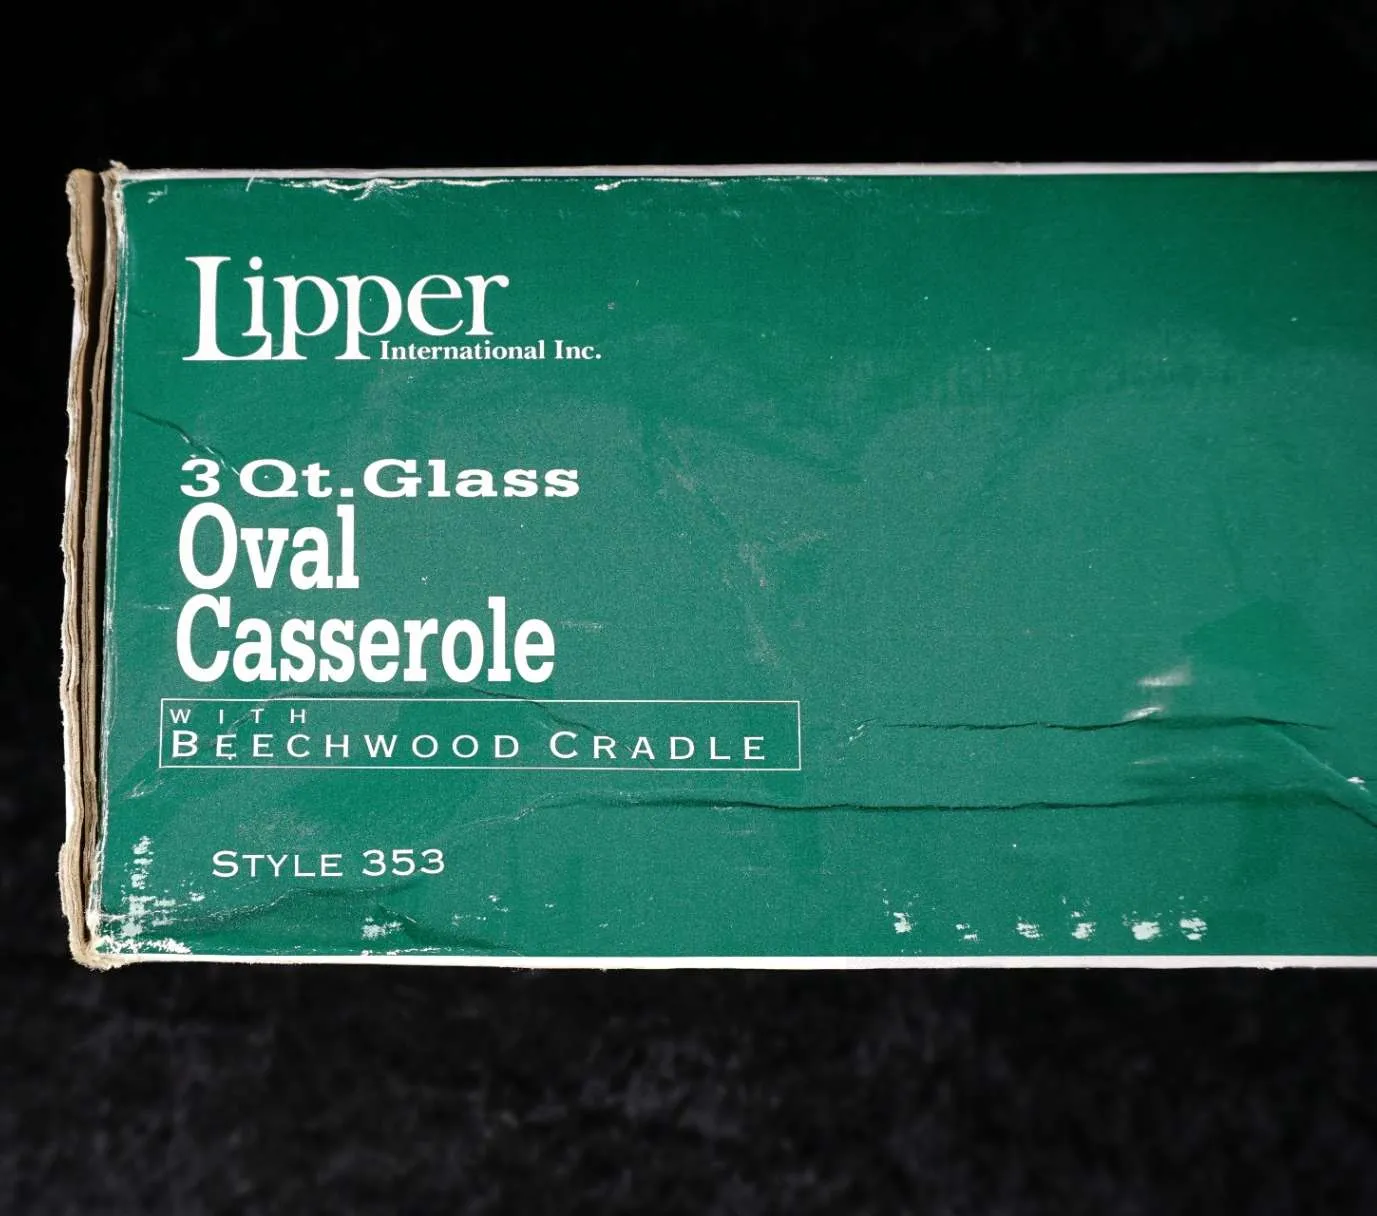 Lipper
International Inc.
3 Qt. Glass
Oval
Casserole
WITH
BEECHWOOD CRADLE
STYLE 353